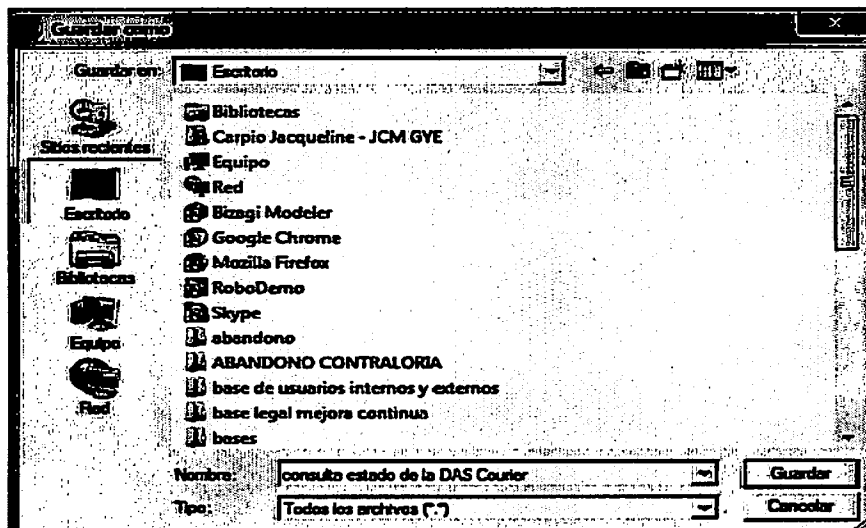 Guardar como
Guardar en: Escritorio
Sitios recientes
Escritorio
Bibliotecas
Equipo
Red
Bibliotecas
Carpio Jacqueline - JCM GYE
Equipo
Red
Bizagi Modeler
Google Chrome
Mozilla Firefox
RoboDemo
Skype
abandono
ABANDONO CONTRALORIA
base de usuarios internos y externos
base legal mejora continua
bases
Nombre: consulta estado de la DAS Courier
Guardar
Tipo: Todos los archivos (*.*)
Cancelar